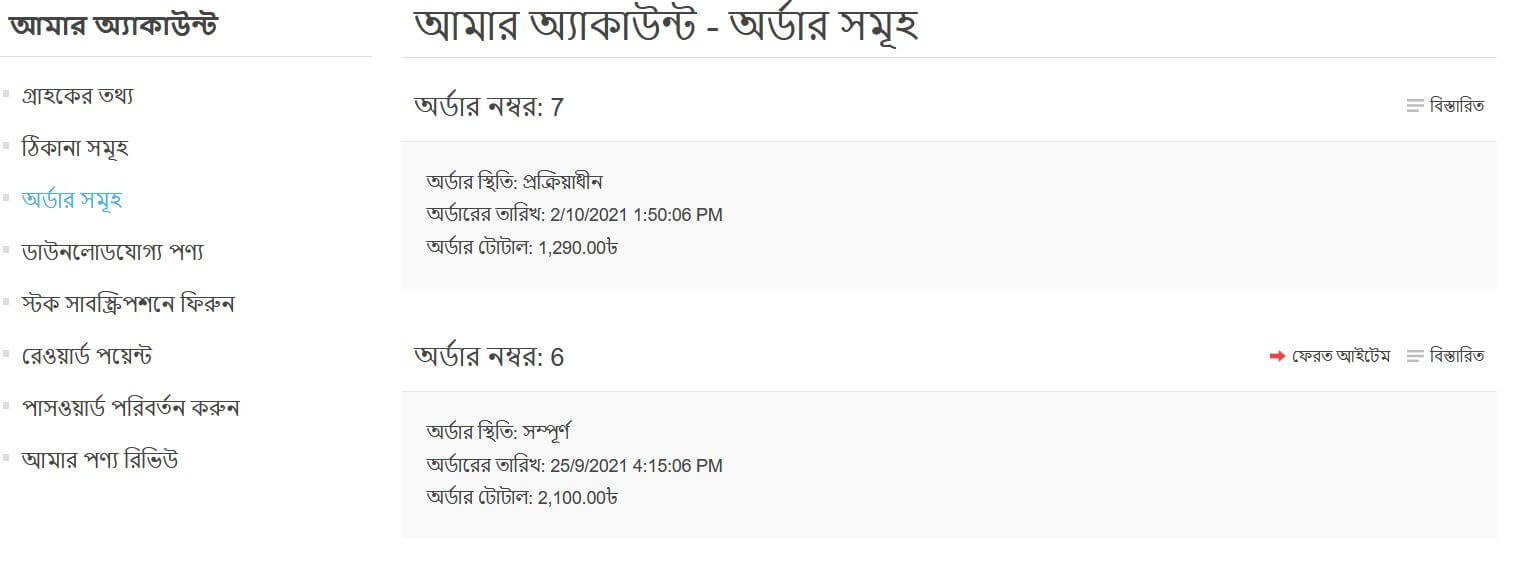 আমার অ্যাকাউন্ট
গ্রাহকের তথ্য
ঠিকানা সমূহ
অর্ডার সমূহ
ডাউনলোডযোগ্য পণ্য
স্টক সাবস্ক্রিপশনে ফিরুন
রেওয়ার্ড পয়েন্ট
পাসওয়ার্ড পরিবর্তন করুন
আমার পণ্য রিভিউ
আমার অ্যাকাউন্ট - অর্ডার সমূহ
অর্ডার নম্বর: 7 বিস্তারিত
অর্ডার স্থিতি: প্রক্রিয়াধীন
অর্ডারের তারিখ: 2/10/2021 1:50:06 PM
অর্ডার টোটাল: 1,290.00৳
অর্ডার নম্বর: 6 ফেরত আইটেম বিস্তারিত
অর্ডার স্থিতি: সম্পূর্ণ
অর্ডারের তারিখ: 25/9/2021 4:15:06 PM
অর্ডার টোটাল: 2,100.00৳